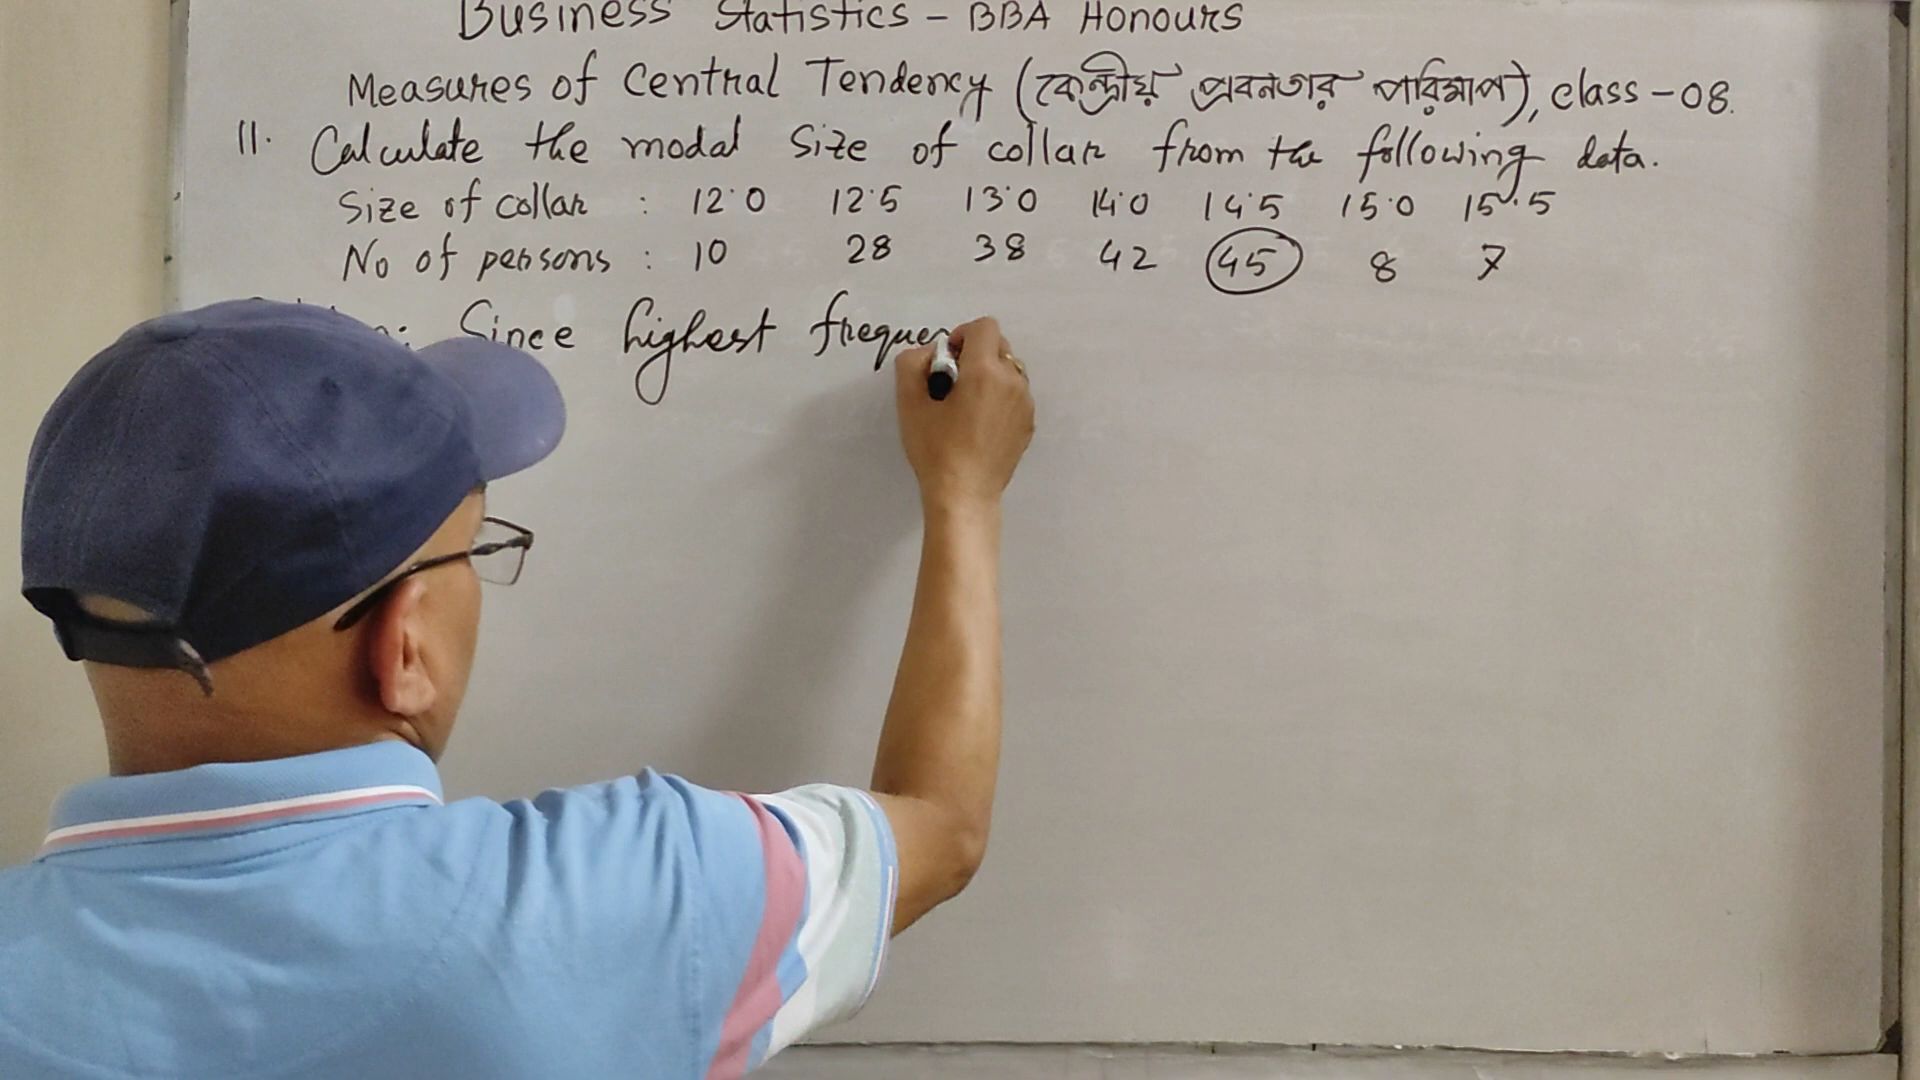 Business Statistics - BBA Honours
Measures of Central Tendency (কেন্দ্রীয় প্রবনতার পরিমাপ), class - 08.
11. Calculate the modal size of collar from the following data.
Size of collar : 12.0 12.5 13.0 14.0 14.5 15.0 15.5
No of persons : 10 28 38 42 45 8 7
Since highest frequen